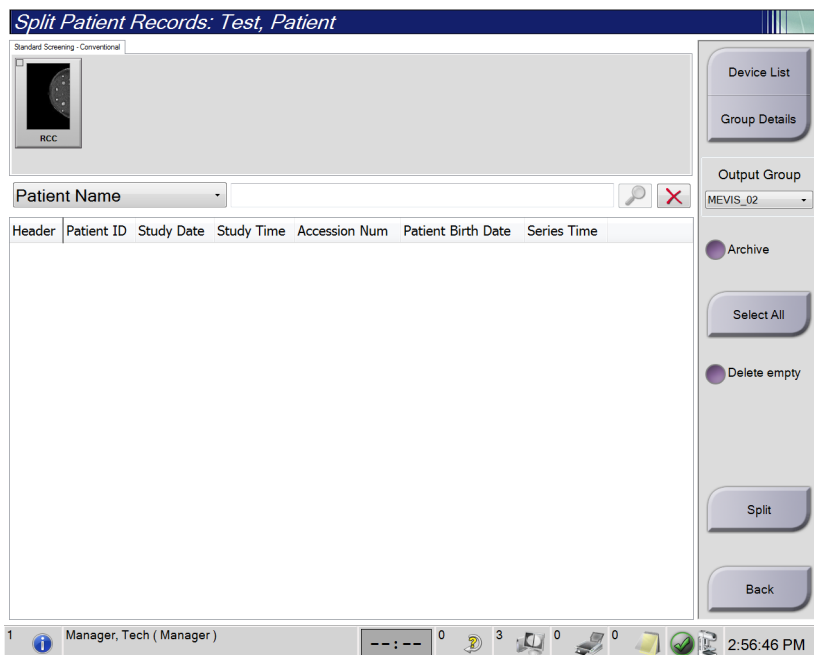 Split Patient Records: Test, Patient
Standard Screening - Conventional
RCC
Device List
Group Details
Output Group
MEVIS_02
Patient Name
Header Patient ID Study Date Study Time Accession Num Patient Birth Date Series Time
Archive
Select All
Delete empty
Split
Back
1 Manager, Tech ( Manager ) --:-- 0 3 0 0 2:56:46 PM